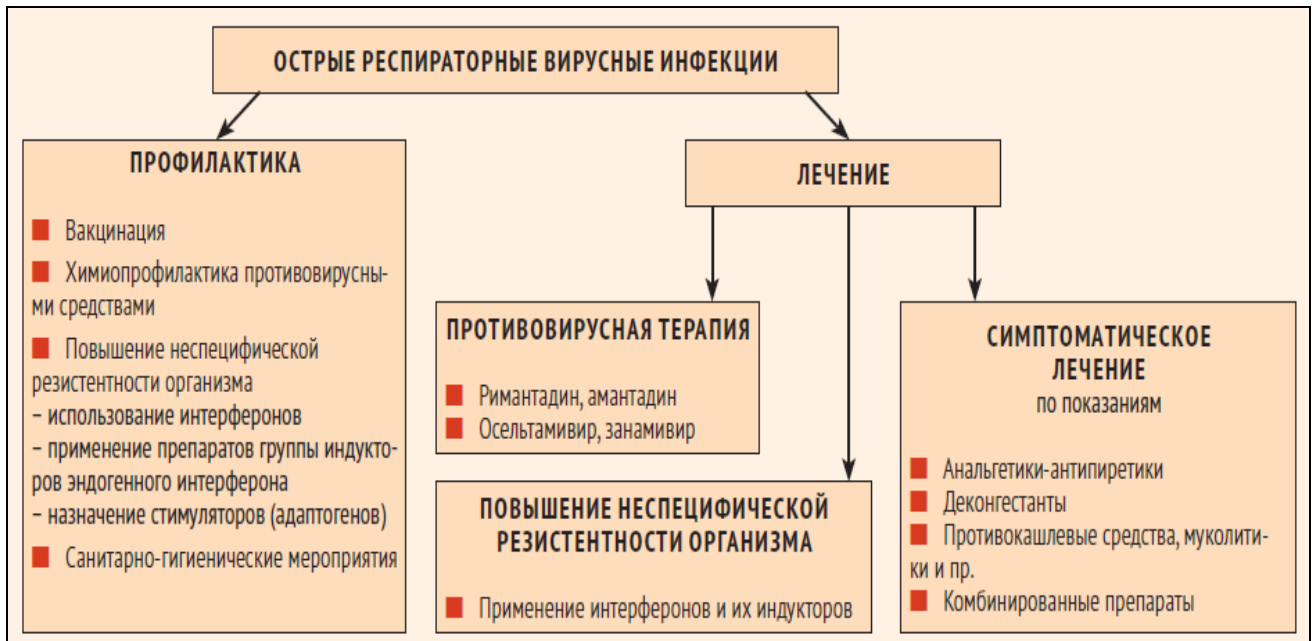 ОСТРЫЕ РЕСПИРАТОРНЫЕ ВИРУСНЫЕ ИНФЕКЦИИ
ПРОФИЛАКТИКА
Вакцинация
Химиопрофилактика противовирусны-
ми средствами
Повышение неспецифической
резистентности организма
– использование интерферонов
– применение препаратов группы индукто-
ров эндогенного интерферона
– назначение стимуляторов (адаптогенов)
Санитарно-гигиенические мероприятия
ЛЕЧЕНИЕ
ПРОТИВОВИРУСНАЯ ТЕРАПИЯ
Римантадин, амантадин
Осельтамивир, занамивир
ПОВЫШЕНИЕ НЕСПЕЦИФИЧЕСКОЙ
РЕЗИСТЕНТНОСТИ ОРГАНИЗМА
Применение интерферонов и их индукторов
СИМПТОМАТИЧЕСКОЕ
ЛЕЧЕНИЕ
по показаниям
Анальгетики-антипиретики
Деконгестанты
Противокашлевые средства, муколити-
ки и пр.
Комбинированные препараты